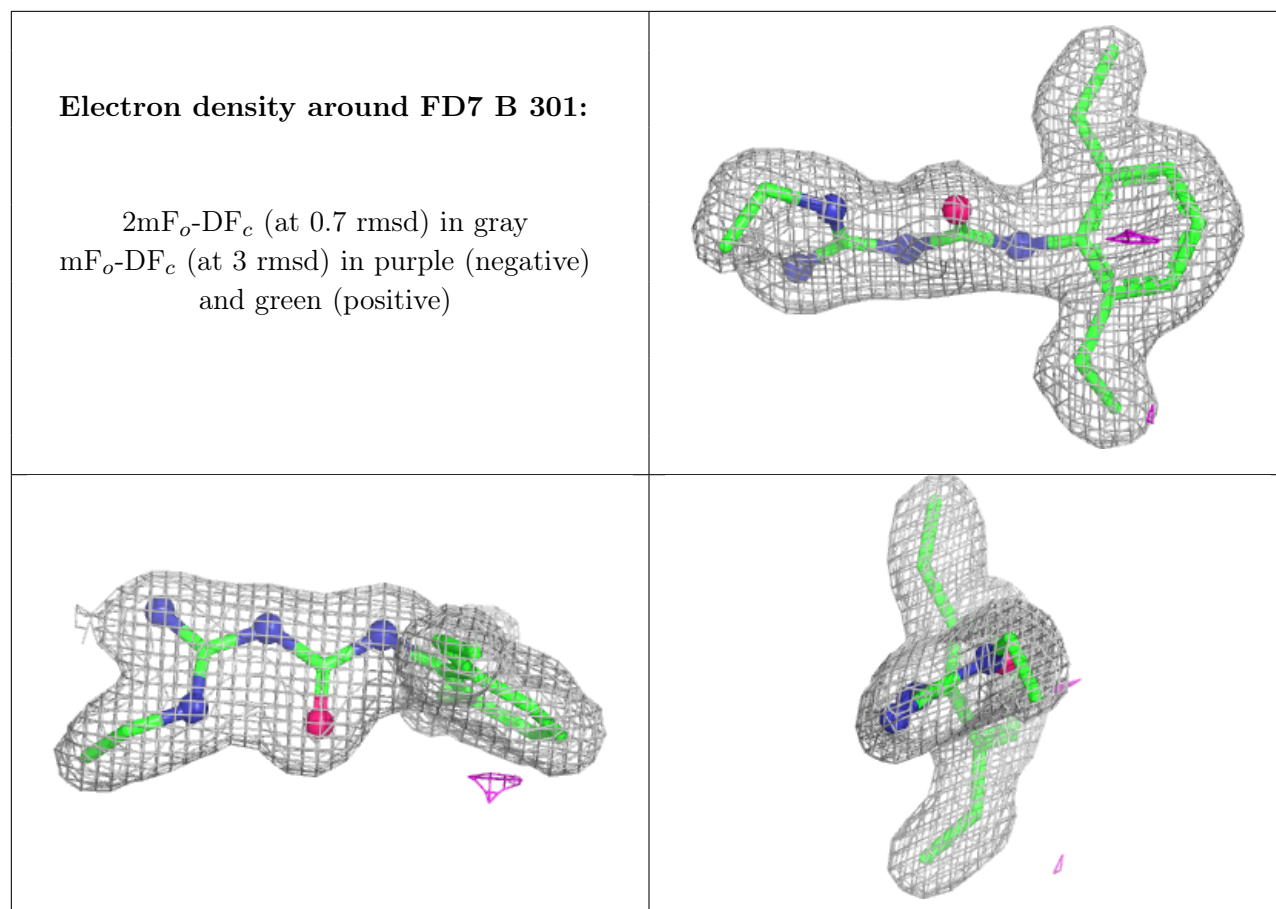 Electron density around FD7 B 301:
2mFo-DFc (at 0.7 rmsd) in gray
mFo-DFc (at 3 rmsd) in purple (negative)
and green (positive)